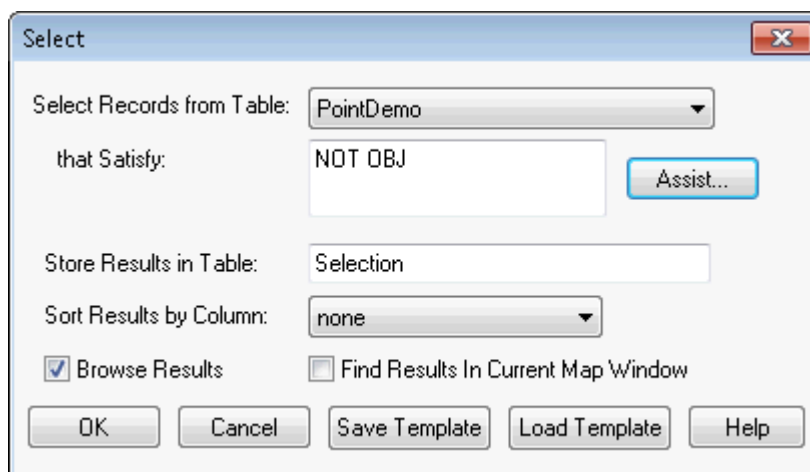 Select
Select Records from Table: PointDemo
that Satisfy: NOT OBJ
Assist...
Store Results in Table: Selection
Sort Results by Column: none
Browse Results Find Results In Current Map Window
OK Cancel Save Template Load Template Help